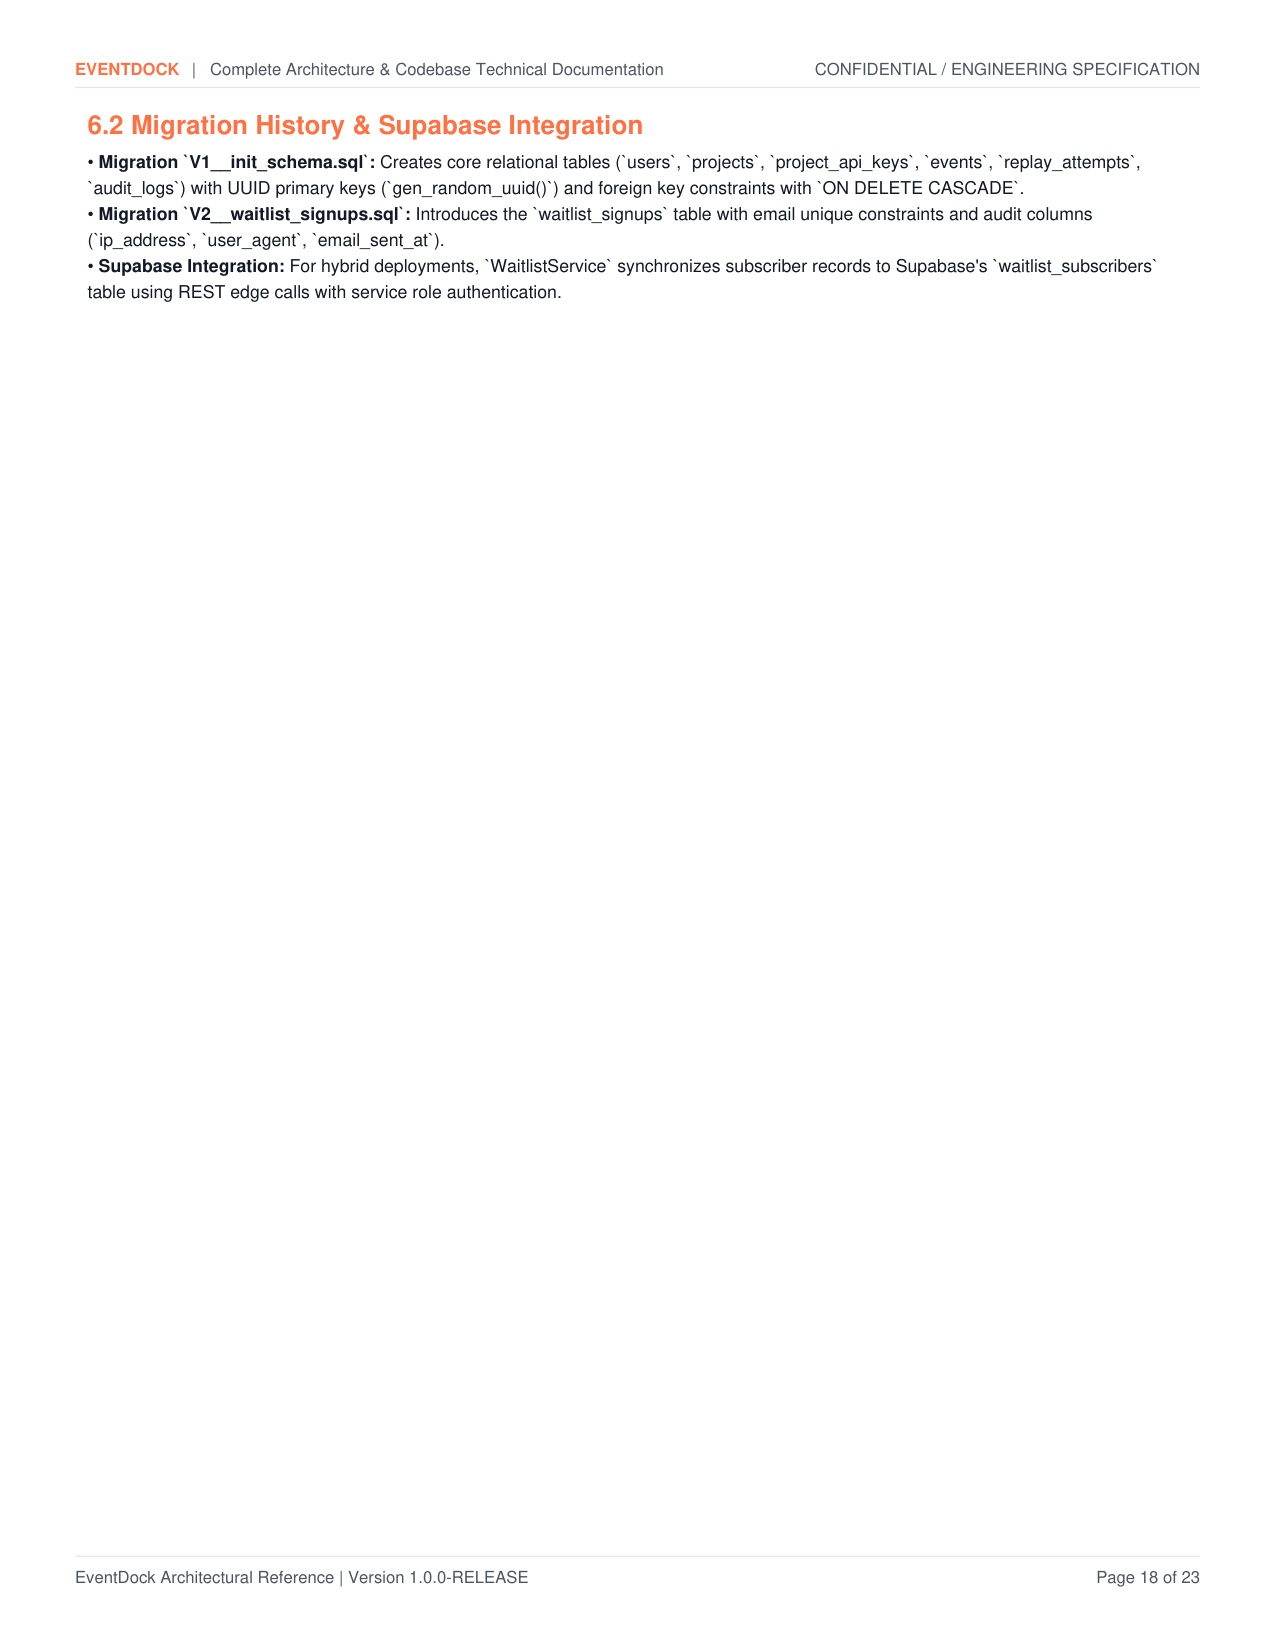 EVENTDOCK | Complete Architecture & Codebase Technical Documentation CONFIDENTIAL / ENGINEERING SPECIFICATION
6.2 Migration History & Supabase Integration
• Migration `V1__init_schema.sql`: Creates core relational tables (`users`, `projects`, `project_api_keys`, `events`, `replay_attempts`,
`audit_logs`) with UUID primary keys (`gen_random_uuid()`) and foreign key constraints with `ON DELETE CASCADE`.
• Migration `V2__waitlist_signups.sql`: Introduces the `waitlist_signups` table with email unique constraints and audit columns
(`ip_address`, `user_agent`, `email_sent_at`).
• Supabase Integration: For hybrid deployments, `WaitlistService` synchronizes subscriber records to Supabase's `waitlist_subscribers`
table using REST edge calls with service role authentication.
EventDock Architectural Reference | Version 1.0.0-RELEASE Page 18 of 23